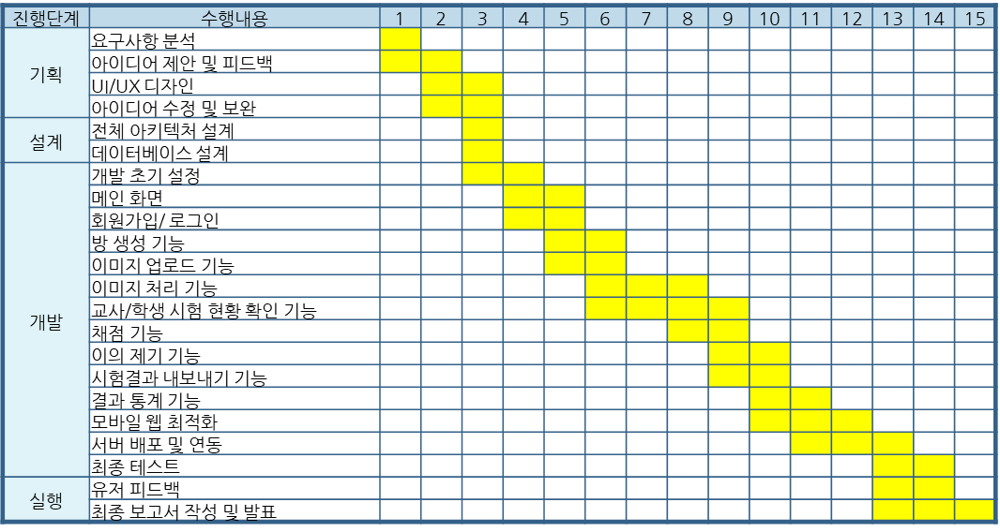 진행단계 수행내용 1 2 3 4 5 6 7 8 9 10 11 12 13 14 15
기획
요구사항 분석
아이디어 제안 및 피드백
UI/UX 디자인
아이디어 수정 및 보완
설계
전체 아키텍처 설계
데이터베이스 설계
개발
개발 초기 설정
메인 화면
회원가입/ 로그인
방 생성 기능
이미지 업로드 기능
이미지 처리 기능
교사/학생 시험 현황 확인 기능
채점 기능
이의 제기 기능
시험결과 내보내기 기능
결과 통계 기능
모바일 웹 최적화
서버 배포 및 연동
최종 테스트
실행
유저 피드백
최종 보고서 작성 및 발표